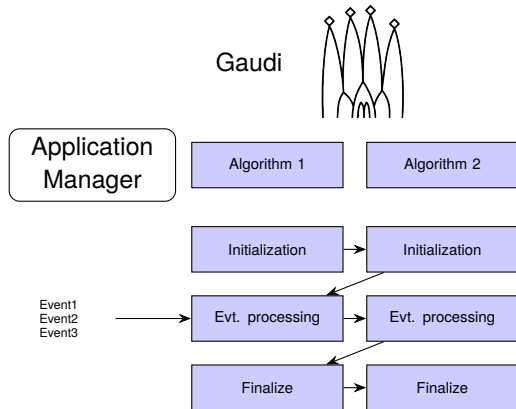 Gaudi
Application
Manager
Algorithm 1
Algorithm 2
Initialization
Initialization
Event1
Event2
Event3
Evt. processing
Evt. processing
Finalize
Finalize